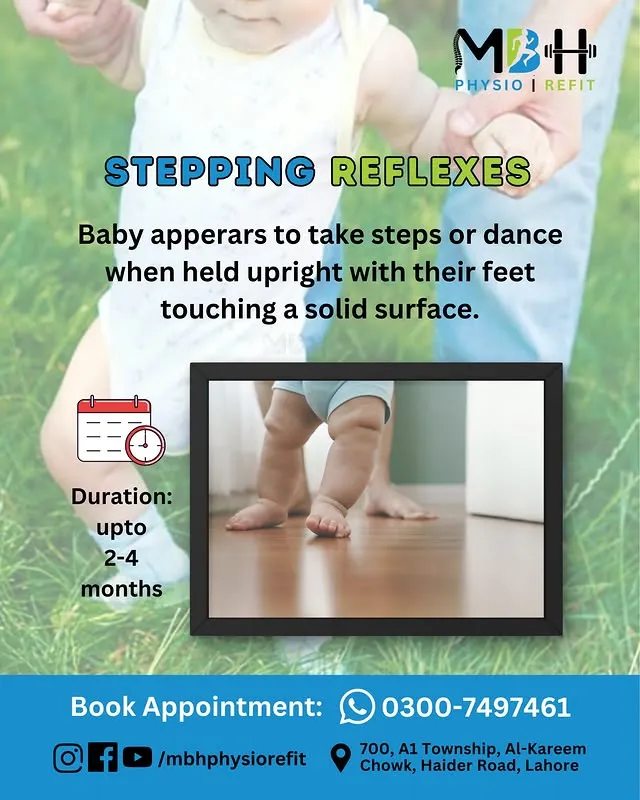 MBH
PHYSIO | REFIT
STEPPING REFLEXES
Baby apperars to take steps or dance
when held upright with their feet
touching a solid surface.
Duration:
upto
2-4
months
Book Appointment: 0300-7497461
/mbhphysiorefit
700, A1 Township, Al-Kareem
Chowk, Haider Road, Lahore